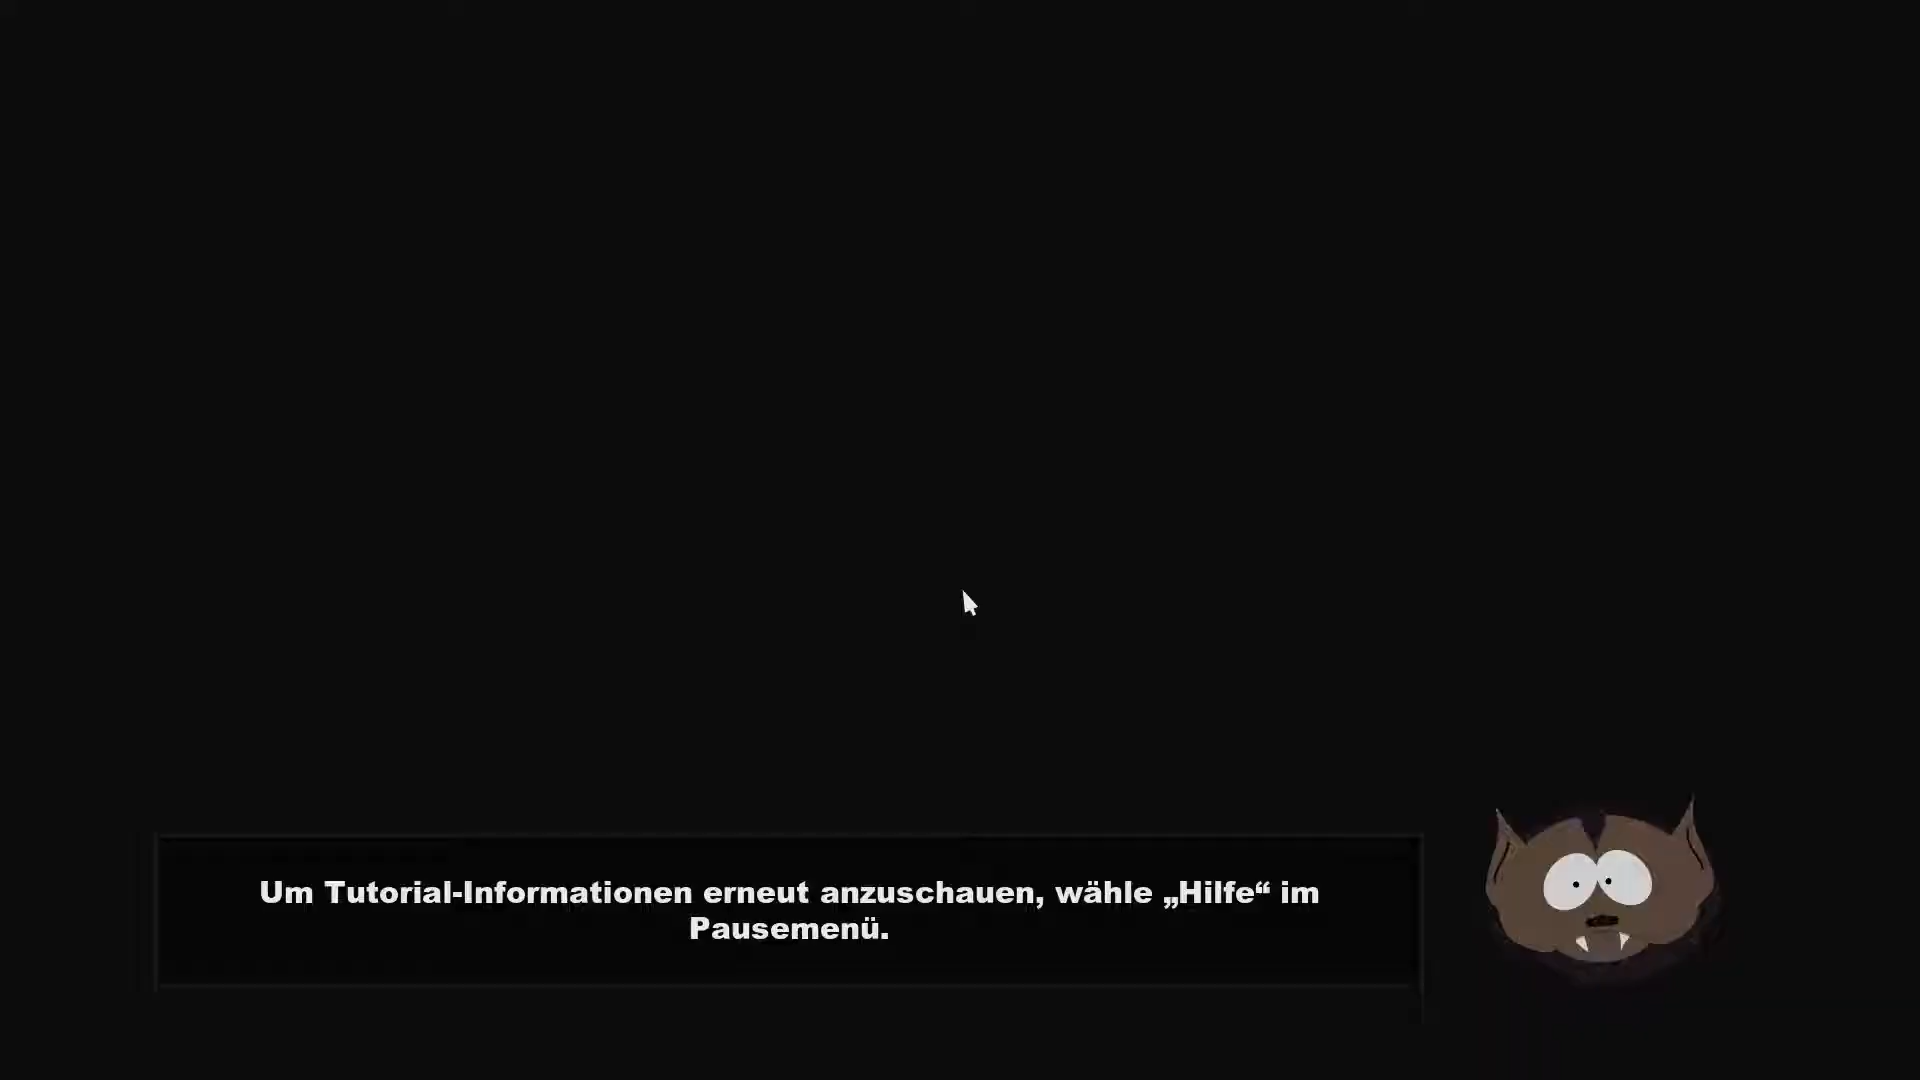 Um Tutorial-Informationen erneut anzuschauen, wähle „Hilfe“ im
Pausemenü.